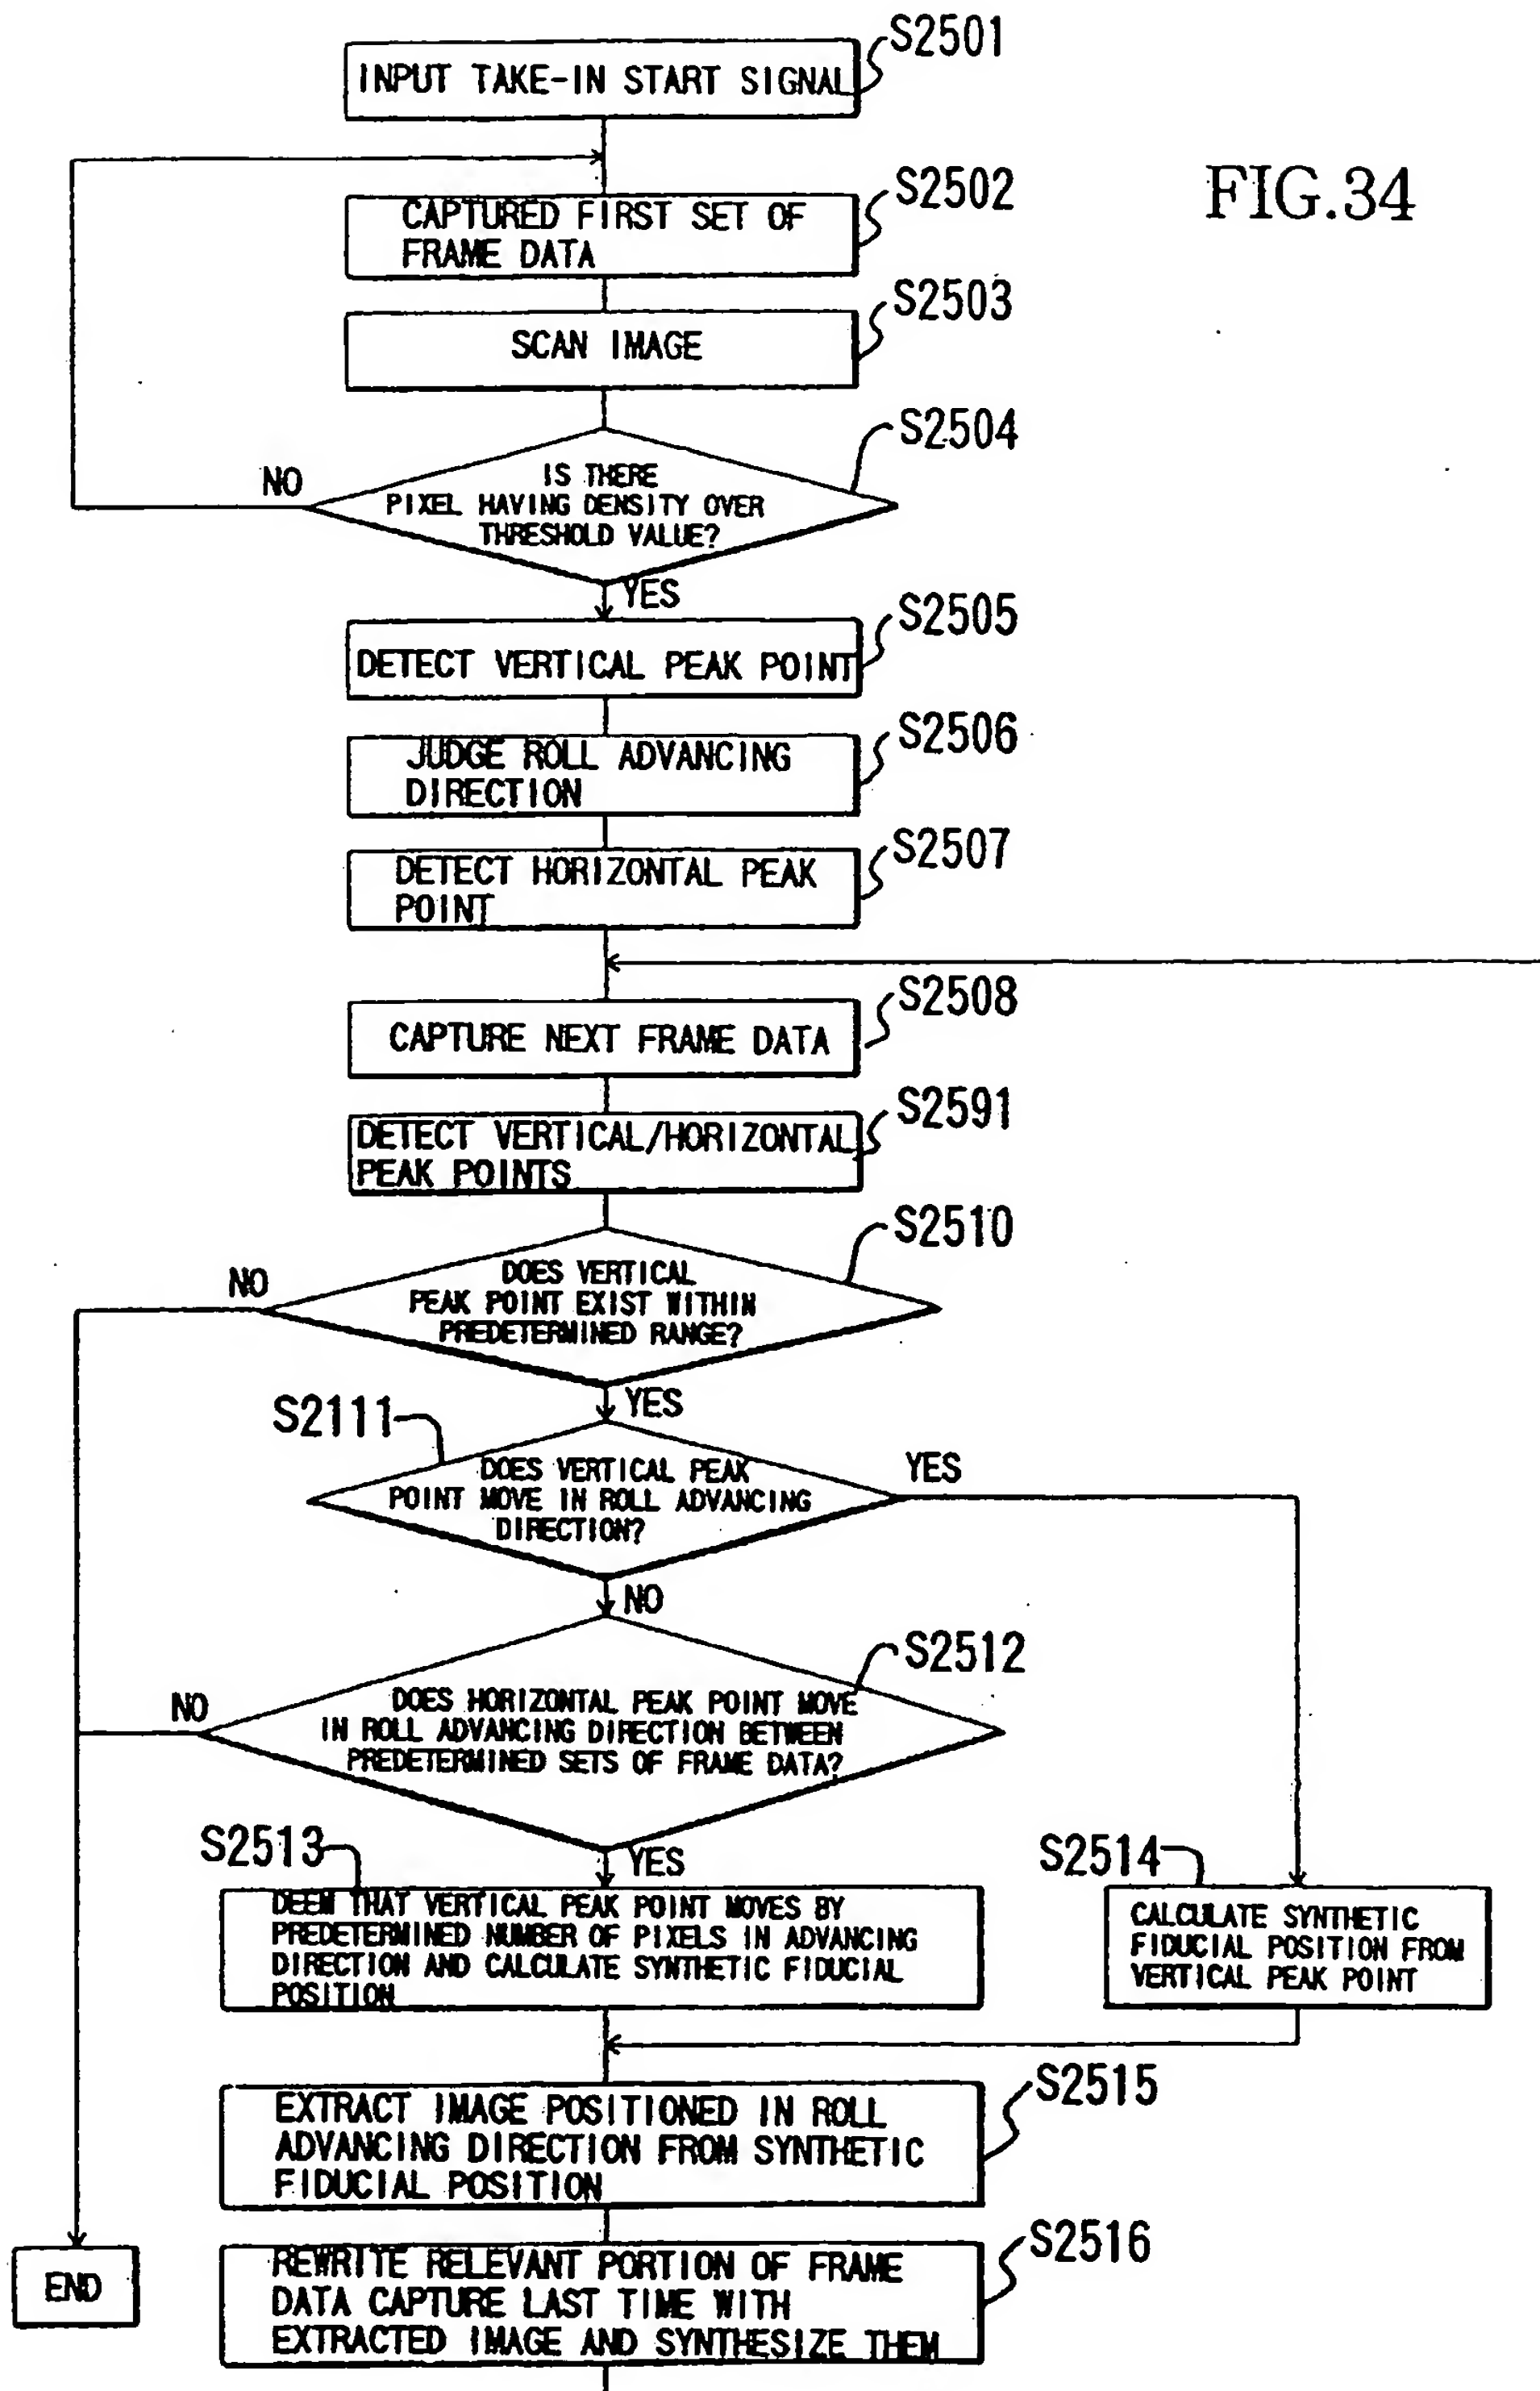 S2501
INPUT TAKE-IN START SIGNAL
FIG.34
S2502
CAPTURED FIRST SET OF
FRAME DATA
S2503
SCAN IMAGE
S2504
NO
IS THERE
PIXEL HAVING DENSITY OVER
THRESHOLD VALUE?
YES
S2505
DETECT VERTICAL PEAK POINT
S2506
JUDGE ROLL ADVANCING
DIRECTION
S2507
DETECT HORIZONTAL PEAK
POINT
S2508
CAPTURE NEXT FRAME DATA
S2591
DETECT VERTICAL/HORIZONTAL
PEAK POINTS
S2510
NO
DOES VERTICAL
PEAK POINT EXIST WITHIN
PREDETERMINED RANGE?
YES
S2111
DOES VERTICAL PEAK
POINT MOVE IN ROLL ADVANCING
DIRECTION?
YES
NO
S2512
NO
DOES HORIZONTAL PEAK POINT MOVE
IN ROLL ADVANCING DIRECTION BETWEEN
PREDETERMINED SETS OF FRAME DATA?
YES
S2513
DEEM THAT VERTICAL PEAK POINT MOVES BY
PREDETERMINED NUMBER OF PIXELS IN ADVANCING
DIRECTION AND CALCULATE SYNTHETIC FIDUCIAL
POSITION
S2514
CALCULATE SYNTHETIC
FIDUCIAL POSITION FROM
VERTICAL PEAK POINT
S2515
EXTRACT IMAGE POSITIONED IN ROLL
ADVANCING DIRECTION FROM SYNTHETIC
FIDUCIAL POSITION
S2516
REWRITE RELEVANT PORTION OF FRAME
DATA CAPTURE LAST TIME WITH
EXTRACTED IMAGE AND SYNTHESIZE THEM
END